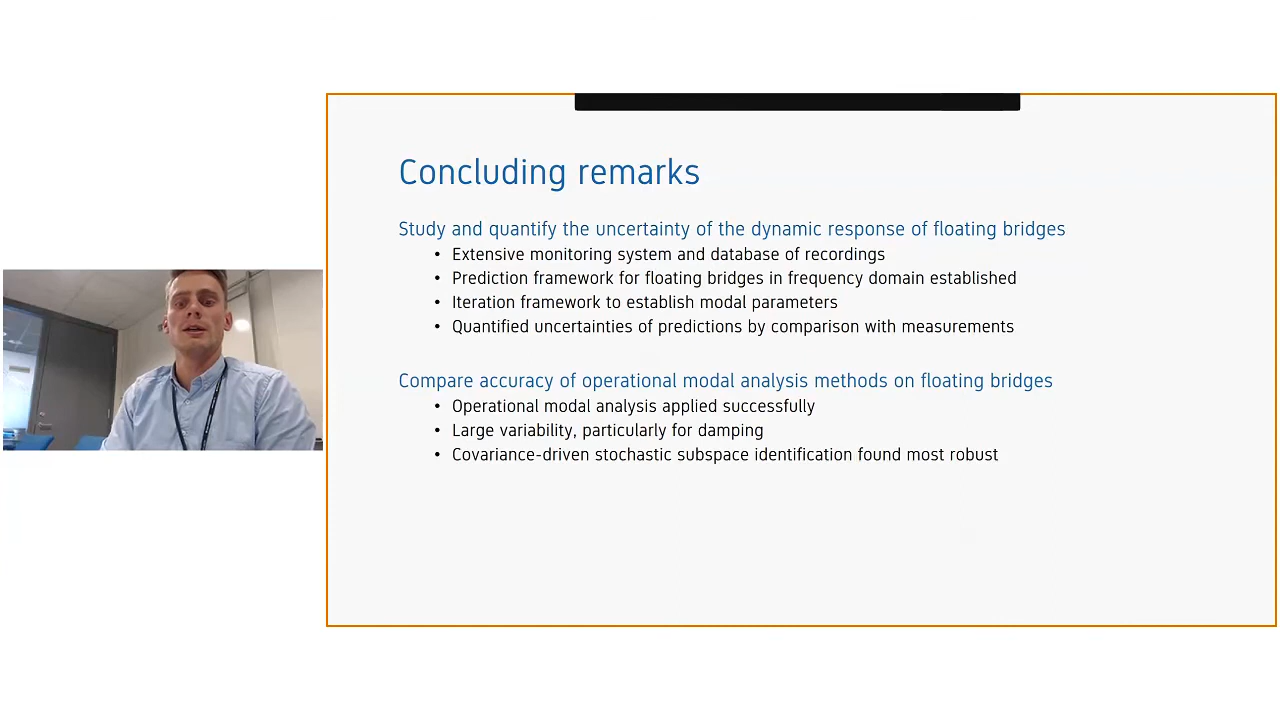 Concluding remarks
Study and quantify the uncertainty of the dynamic response of floating bridges
• Extensive monitoring system and database of recordings
• Prediction framework for floating bridges in frequency domain established
• Iteration framework to establish modal parameters
• Quantified uncertainties of predictions by comparison with measurements
Compare accuracy of operational modal analysis methods on floating bridges
• Operational modal analysis applied successfully
• Large variability, particularly for damping
• Covariance-driven stochastic subspace identification found most robust